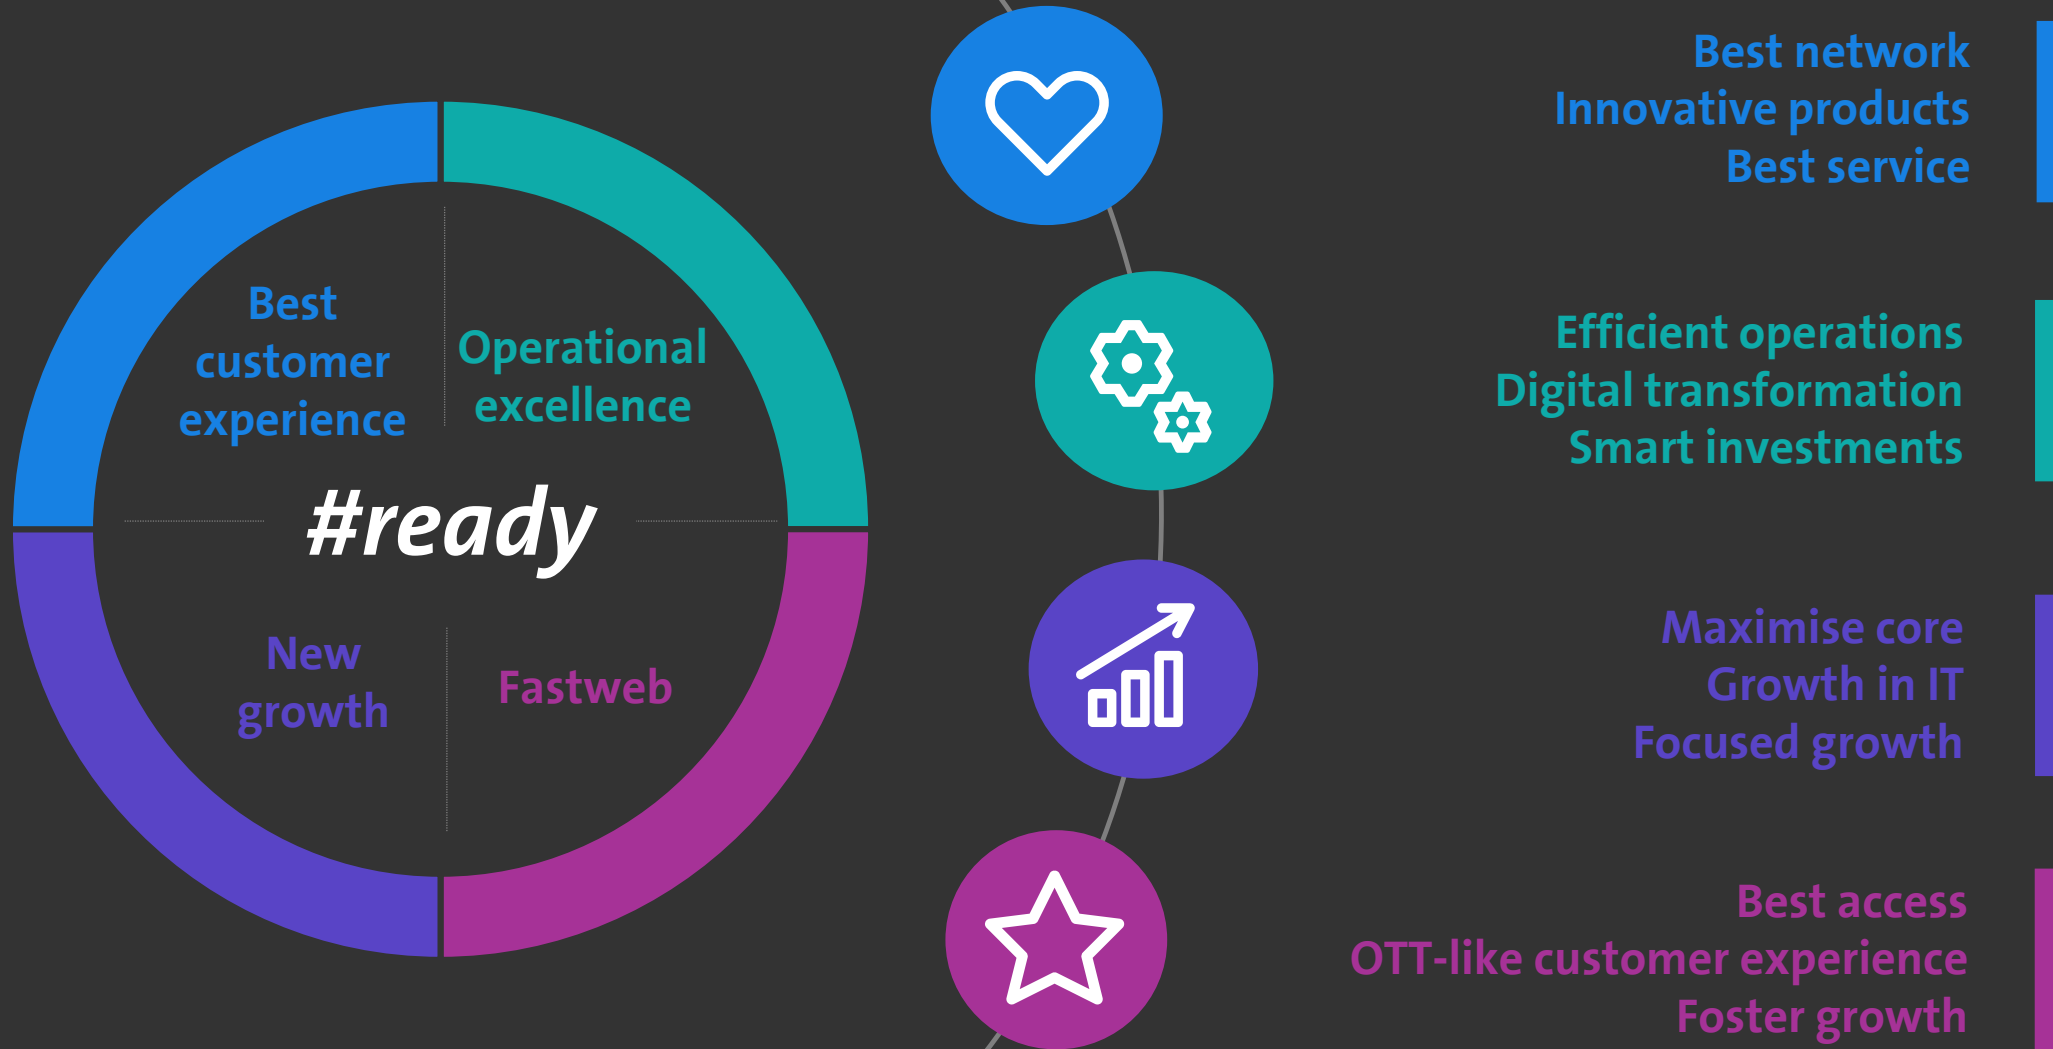 Best
customer
experience
Operational
excellence
#ready
New
growth
Fastweb
Best network
Innovative products
Best service
Efficient operations
Digital transformation
Smart investments
Maximise core
Growth in IT
Focused growth
Best access
OTT-like customer experience
Foster growth